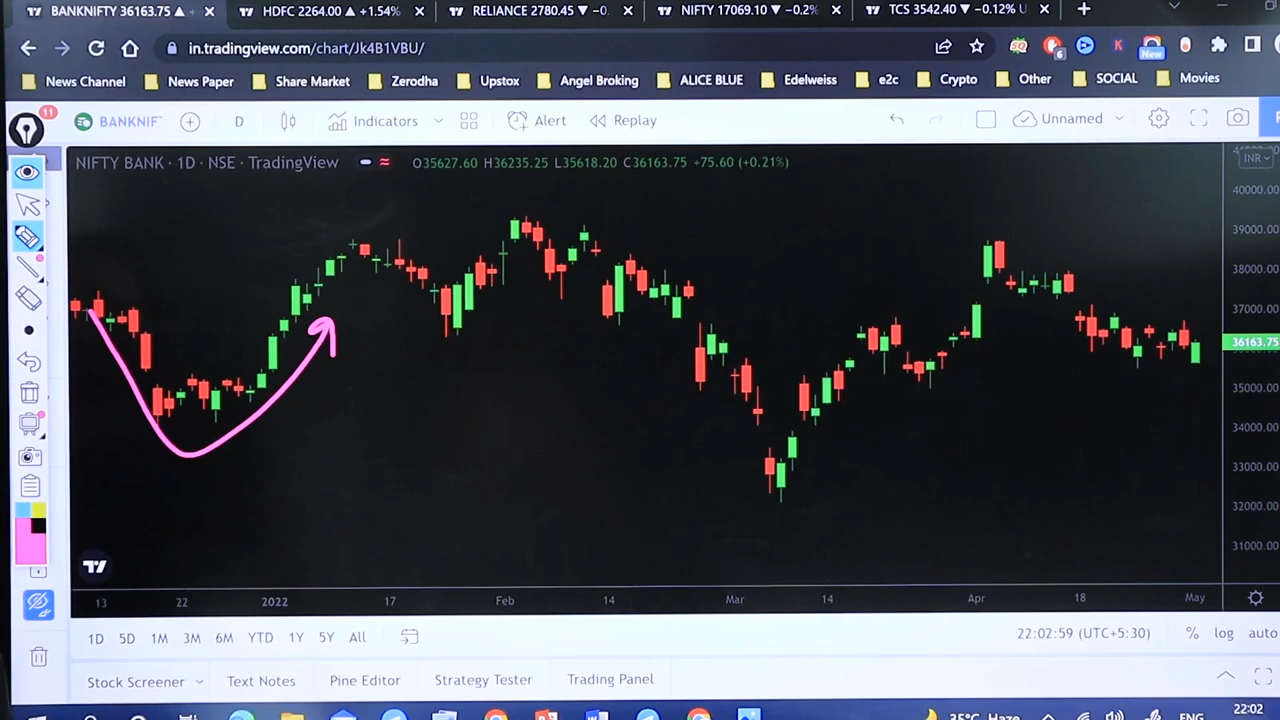 BANKNIFTY 36163.75 ▲ HDFC 2264.00 ▲ +1.54% RELIANCE 2780.45 ▼ −0. NIFTY 17069.10 ▼ −0.2% TCS 3542.40 ▼ −0.12% U
in.tradingview.com/chart/Jk4B1VBU/
6 New
News Channel News Paper Share Market Zerodha Upstox Angel Broking ALICE BLUE Edelweiss e2c Crypto Other SOCIAL Movies
11 BANKNIF D Indicators Alert Replay Unnamed
NIFTY BANK · 1D · NSE · TradingView O35627.60 H36235.25 L35618.20 C36163.75 +75.60 (+0.21%)
INR
40000.00
39000.00
38000.00
37000.00
36163.75
35000.00
34000.00
33000.00
32000.00
31000.00
13 22 2022 17 Feb 14 Mar 14 Apr 18 May
1D 5D 1M 3M 6M YTD 1Y 5Y All 22:02:59 (UTC+5:30) % log auto
Stock Screener Text Notes Pine Editor Strategy Tester Trading Panel
35°C Haze ENG 22:02